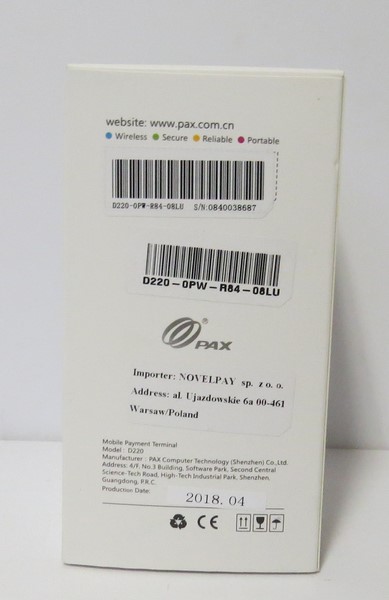 website: www.pax.com.cn
Wireless Secure Reliable Portable
D220-0PW-R84-08LU S/N:0840038687
D220-0PW-R84-08LU
PAX
Importer: NOVELPAY sp. z o. o.
Address: al. Ujazdowskie 6a 00-461
Warsaw/Poland
Mobile Payment Terminal
Model : D220
Manufacturer : PAX Computer Technology (Shenzhen) Co.,Ltd.
Address: 4/F, No.3 Building, Software Park, Second Central
Science-Tech Road, High-Tech Industrial Park, Shenzhen,
Guangdong, P.R.C.
Production Date: 2018.04
CE